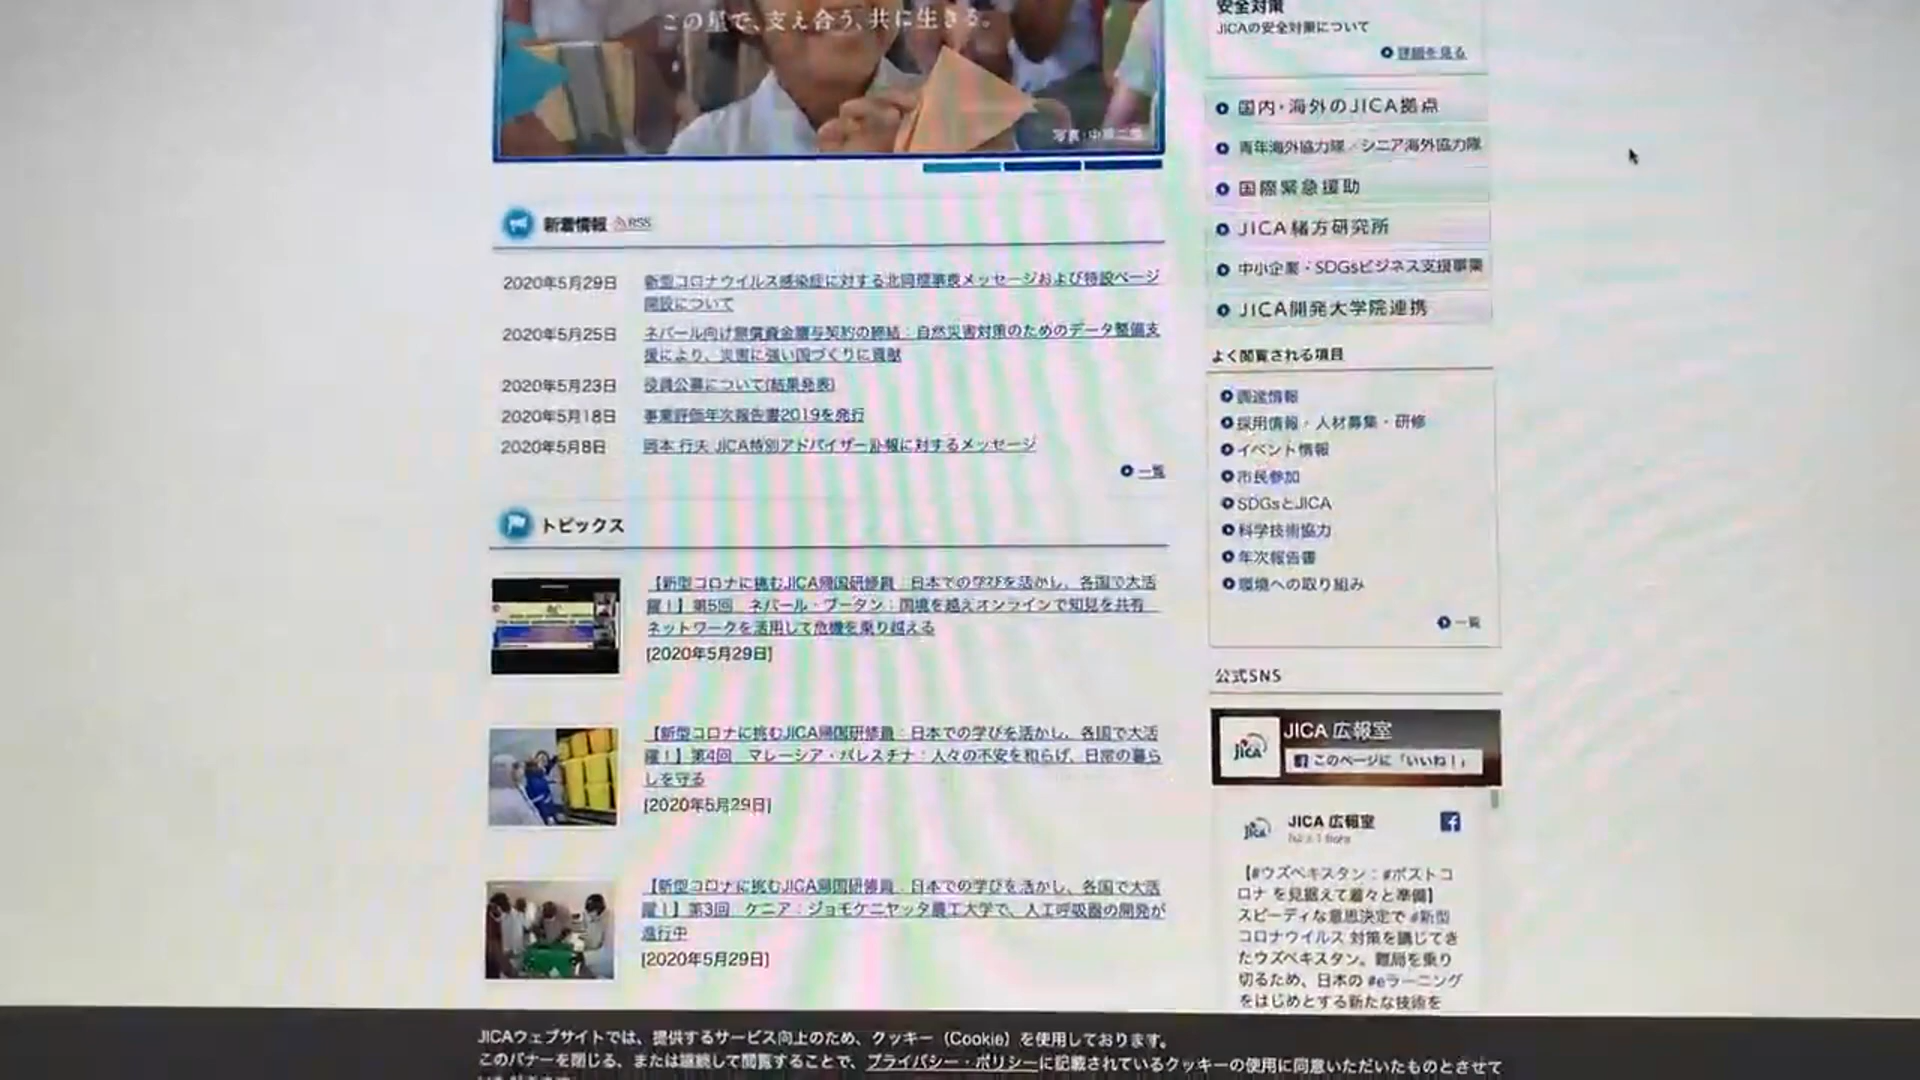 この星で、支え合う、共に生きる。
写真:中原二郎
新着情報 RSS
2020年5月29日 新型コロナウイルス感染症に対する北岡理事長メッセージおよび特設ページ
開設について
2020年5月25日 ネパール向け無償資金贈与契約の締結:自然災害対策のためのデータ整備支
援により、災害に強い国づくりに貢献
2020年5月23日 役員公募について(結果発表)
2020年5月18日 事業評価年次報告書2019を発行
2020年5月8日 岡本 行夫 JICA特別アドバイザー訃報に対するメッセージ
一覧
トピックス
【新型コロナに挑むJICA帰国研修員:日本での学びを活かし、各国で大活
躍!】第5回 ネパール・ブータン:国境を越えオンラインで知見を共有
ネットワークを活用して危機を乗り越える
[2020年5月29日]
【新型コロナに挑むJICA帰国研修員:日本での学びを活かし、各国で大活
躍!】第4回 マレーシア・パレスチナ:人々の不安を和らげ、日常の暮ら
しを守る
[2020年5月29日]
【新型コロナに挑むJICA帰国研修員:日本での学びを活かし、各国で大活
躍!】第3回 ケニア:ジョモケニヤッタ農工大学で、人工呼吸器の開発が
進行中
[2020年5月29日]
安全対策
JICAの安全対策について
詳細を見る
国内・海外のJICA拠点
青年海外協力隊/シニア海外協力隊
国際緊急援助
JICA緒方研究所
中小企業・SDGsビジネス支援事業
JICA開発大学院連携
よく閲覧される項目
調達情報
採用情報・人材募集・研修
イベント情報
市民参加
SDGsとJICA
科学技術協力
年次報告書
環境への取り組み
一覧
公式SNS
jica
JICA 広報室
このページに「いいね!」
jica
JICA 広報室
【#ウズベキスタン:#ポストコ
ロナ を見据えて着々と準備】
スピーディな意思決定で #新型
コロナウイルス 対策を講じてき
たウズベキスタン。難局を乗り
切るため、日本の #eラーニング
をはじめとする新たな技術を
JICAウェブサイトでは、提供するサービス向上のため、クッキー(Cookie)を使用しております。
このバナーを閉じる、または継続して閲覧することで、プライバシー・ポリシーに記載されているクッキーの使用に同意いただいたものとさせて